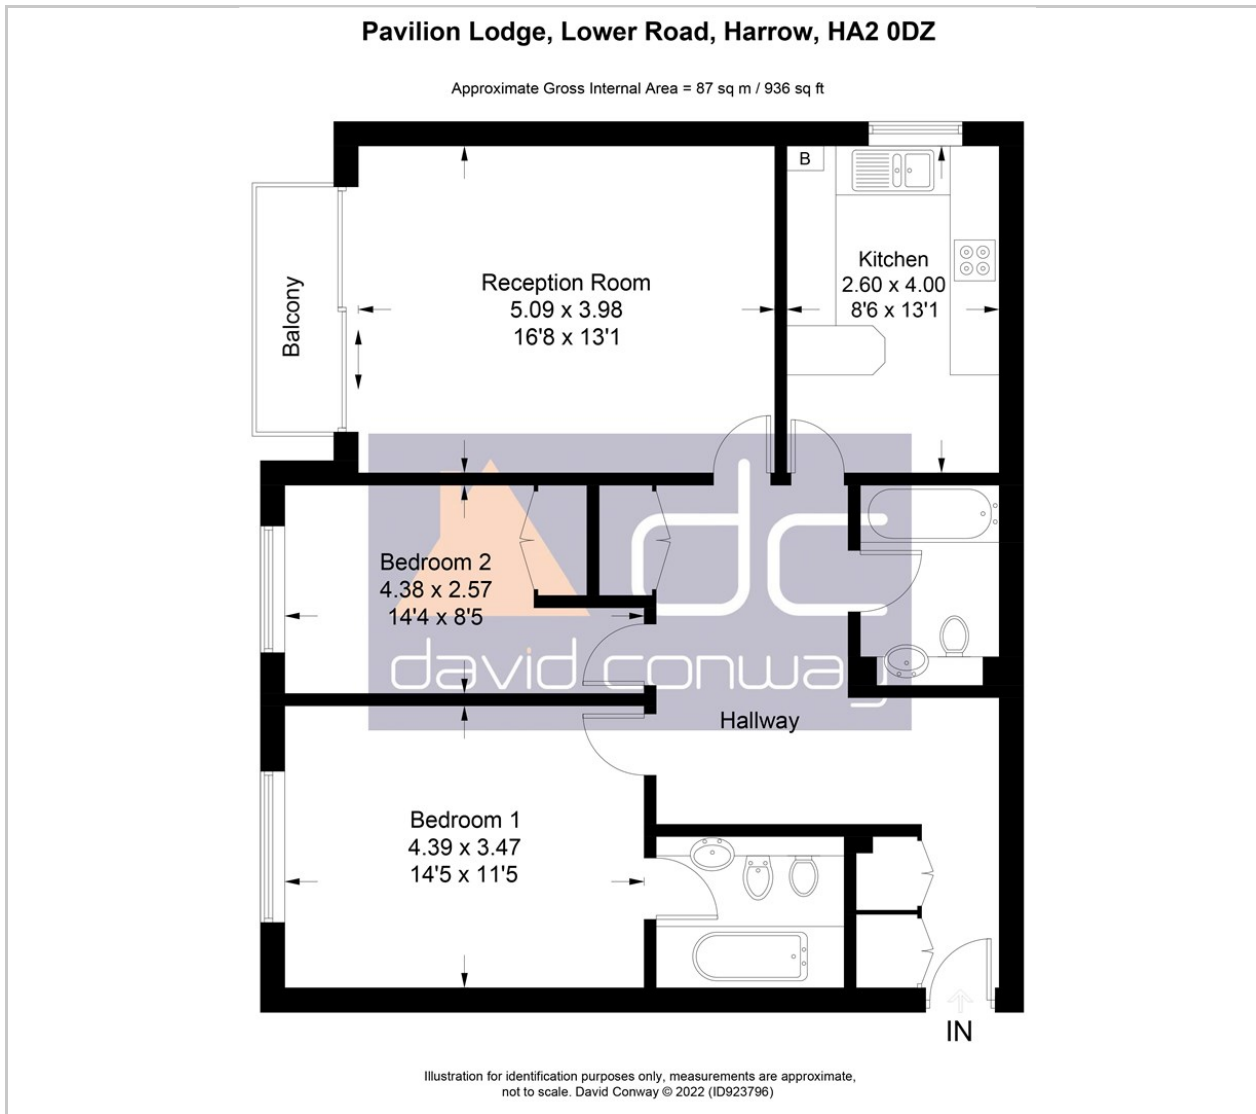 Pavilion Lodge, Lower Road, Harrow, HA2 0DZ
Approximate Gross Internal Area = 87 sq m / 936 sq ft
B
Kitchen
2.60 x 4.00
8'6 x 13'1
Reception Room
5.09 x 3.98
16'8 x 13'1
Balcony
dc
Bedroom 2
4.38 x 2.57
14'4 x 8'5
david conway
Hallway
Bedroom 1
4.39 x 3.47
14'5 x 11'5
IN
Illustration for identification purposes only, measurements are approximate,
not to scale. David Conway © 2022 (ID923796)